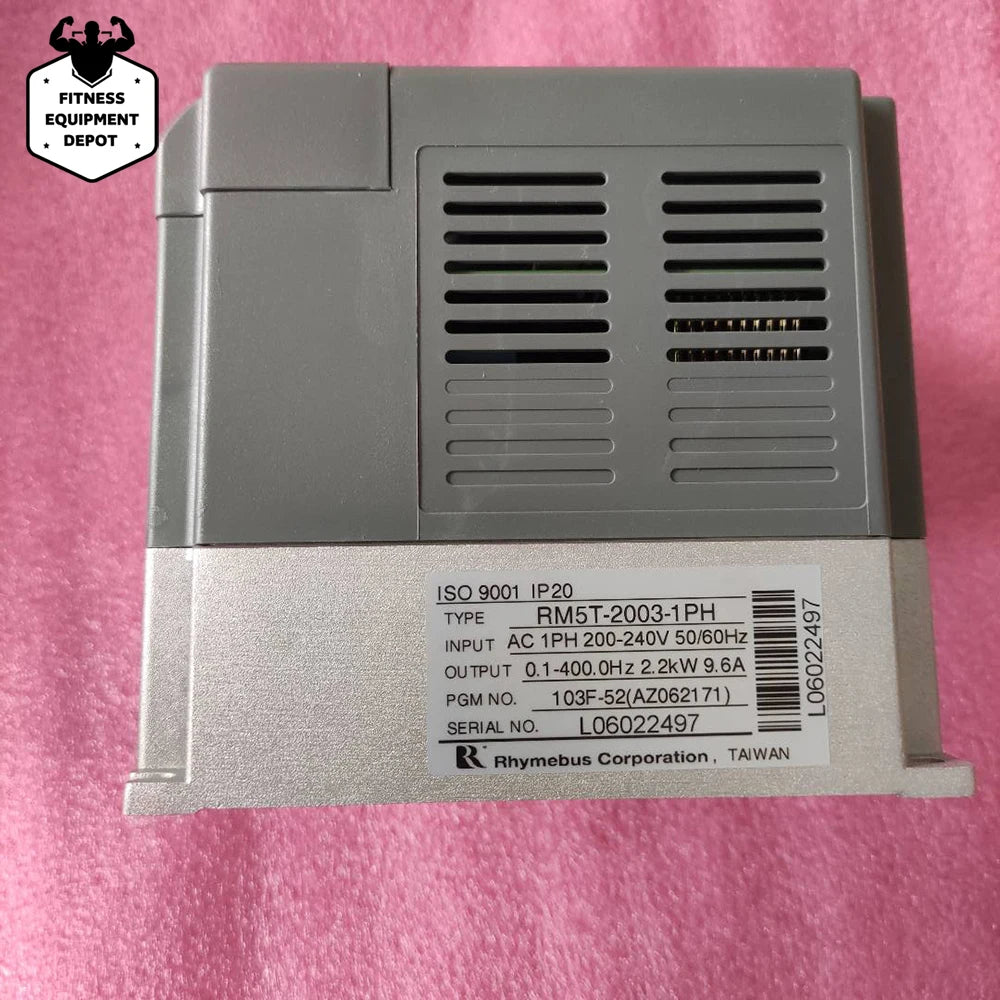 FITNESS
EQUIPMENT
DEPOT
ISO 9001 IP20
TYPE RM5T-2003-1PH
INPUT AC 1PH 200-240V 50/60Hz
OUTPUT 0.1-400.0Hz 2.2kW 9.6A
PGM NO. 103F-52(AZ062171)
SERIAL NO. L06022497
R Rhymebus Corporation, TAIWAN
L06022497